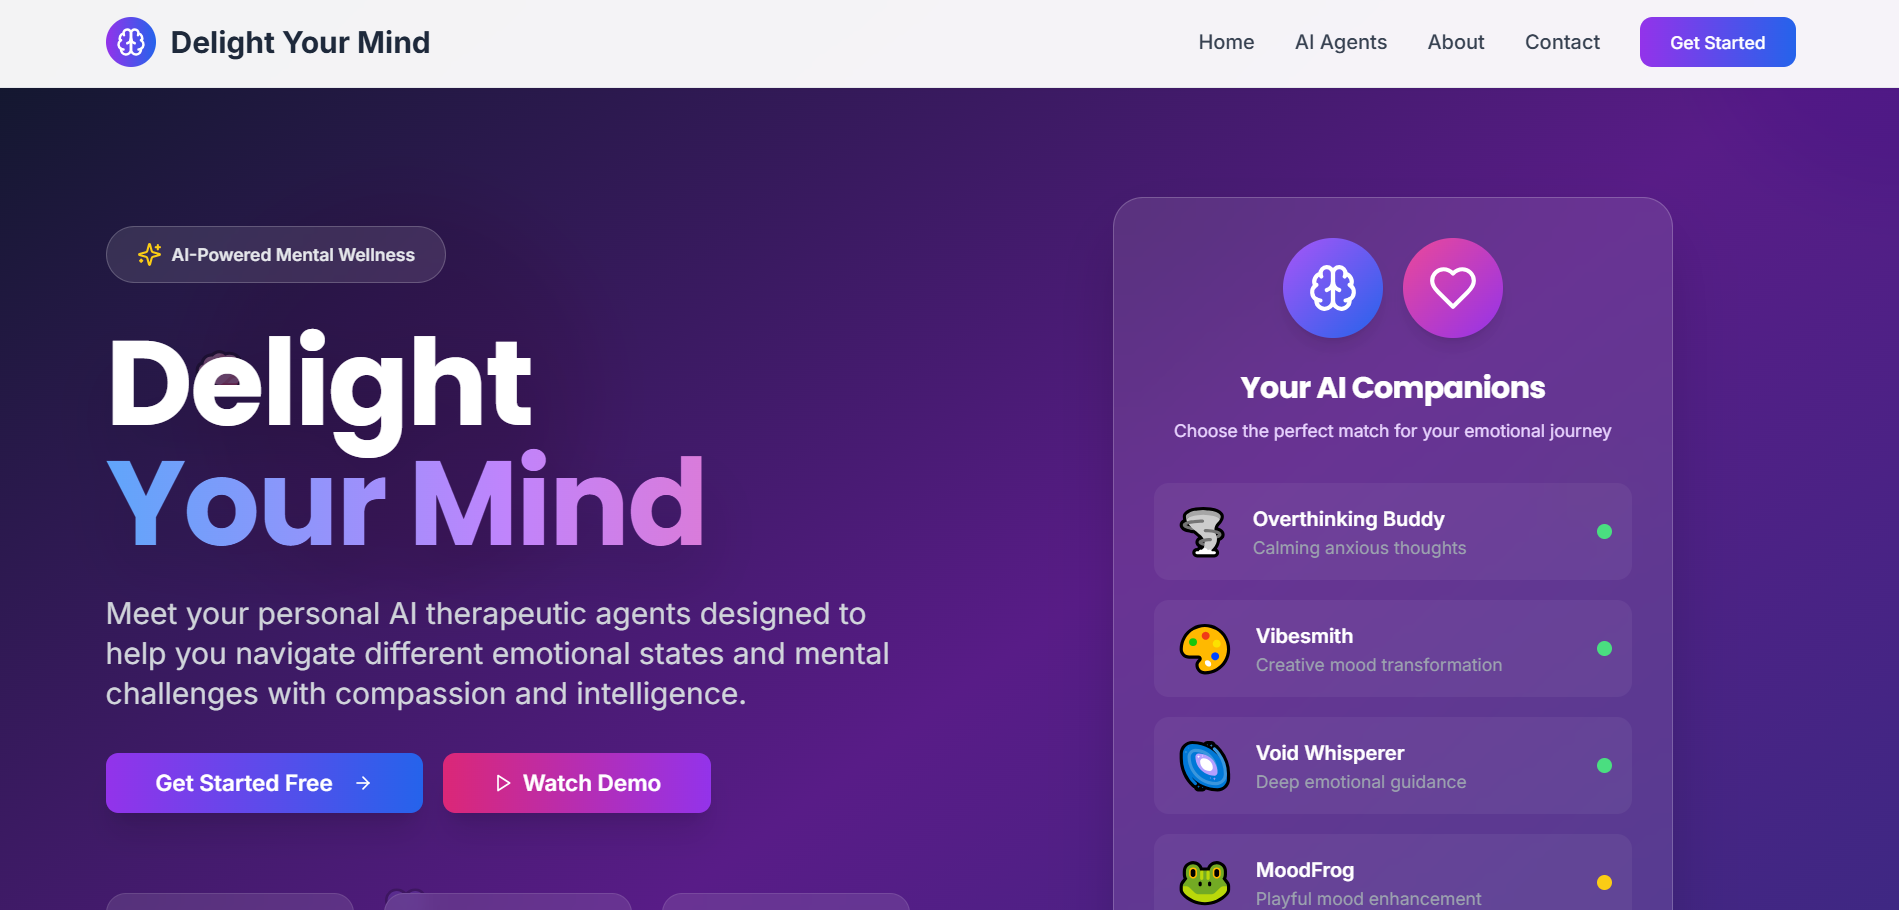 Delight Your Mind
Home
AI Agents
About
Contact
Get Started
AI-Powered Mental Wellness
Delight
Your Mind
Meet your personal AI therapeutic agents designed to
help you navigate different emotional states and mental
challenges with compassion and intelligence.
Get Started Free
Watch Demo
Your AI Companions
Choose the perfect match for your emotional journey
Overthinking Buddy
Calming anxious thoughts
Vibesmith
Creative mood transformation
Void Whisperer
Deep emotional guidance
MoodFrog
Playful mood enhancement